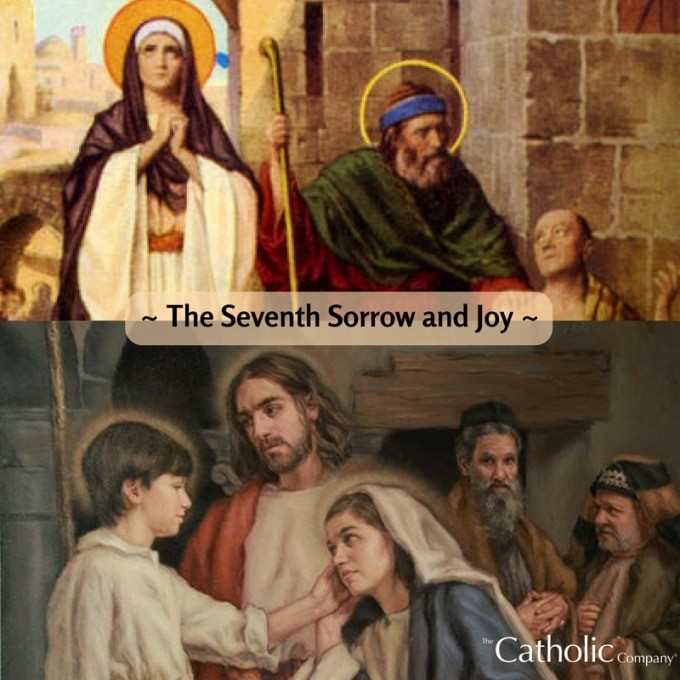 ~ The Seventh Sorrow and Joy ~
The Catholic Company®